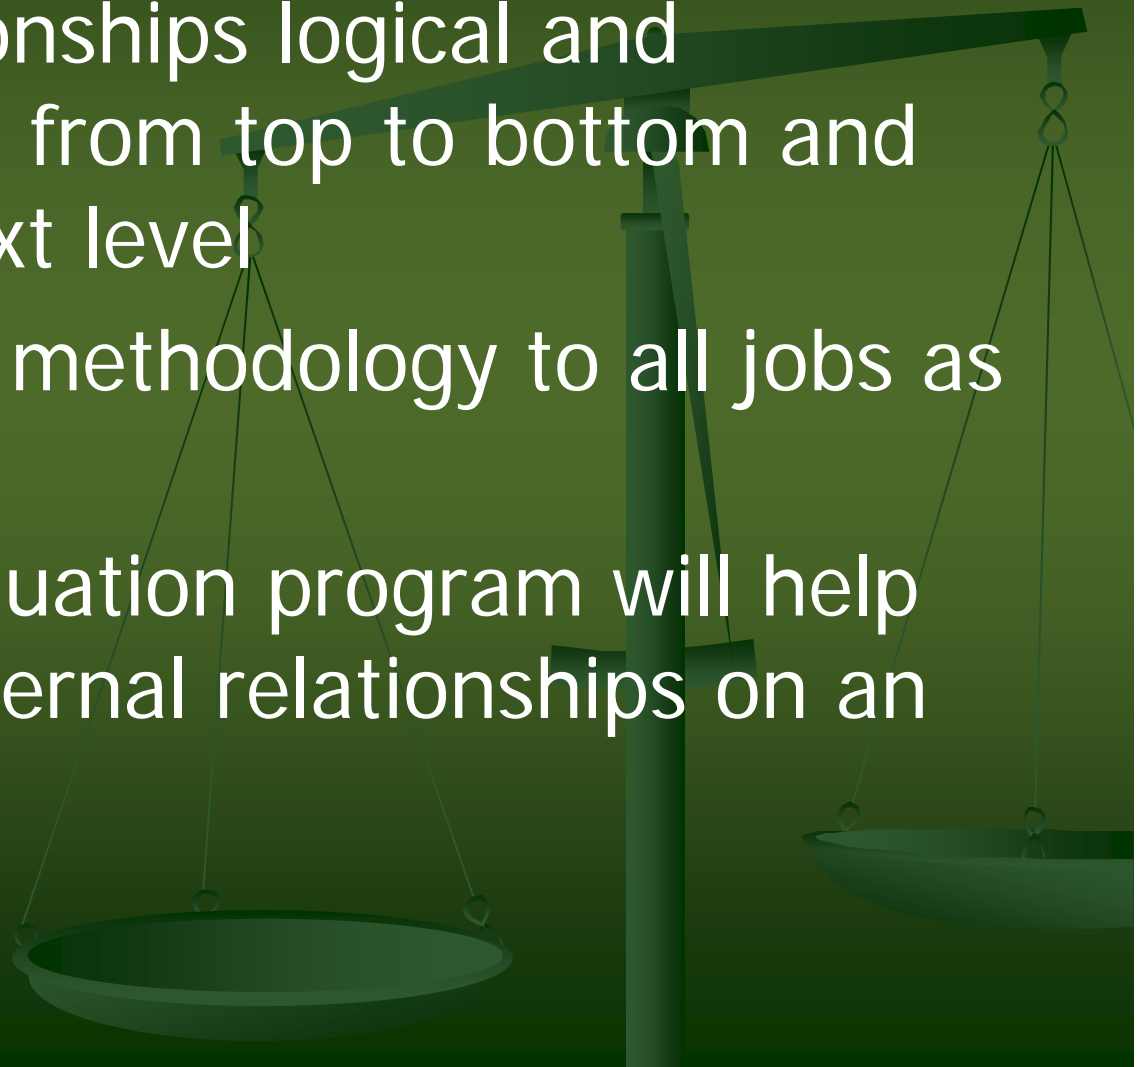 onships logical and
from top to bottom and
xt level
methodology to all jobs as
uation program will help
ernal relationships on an